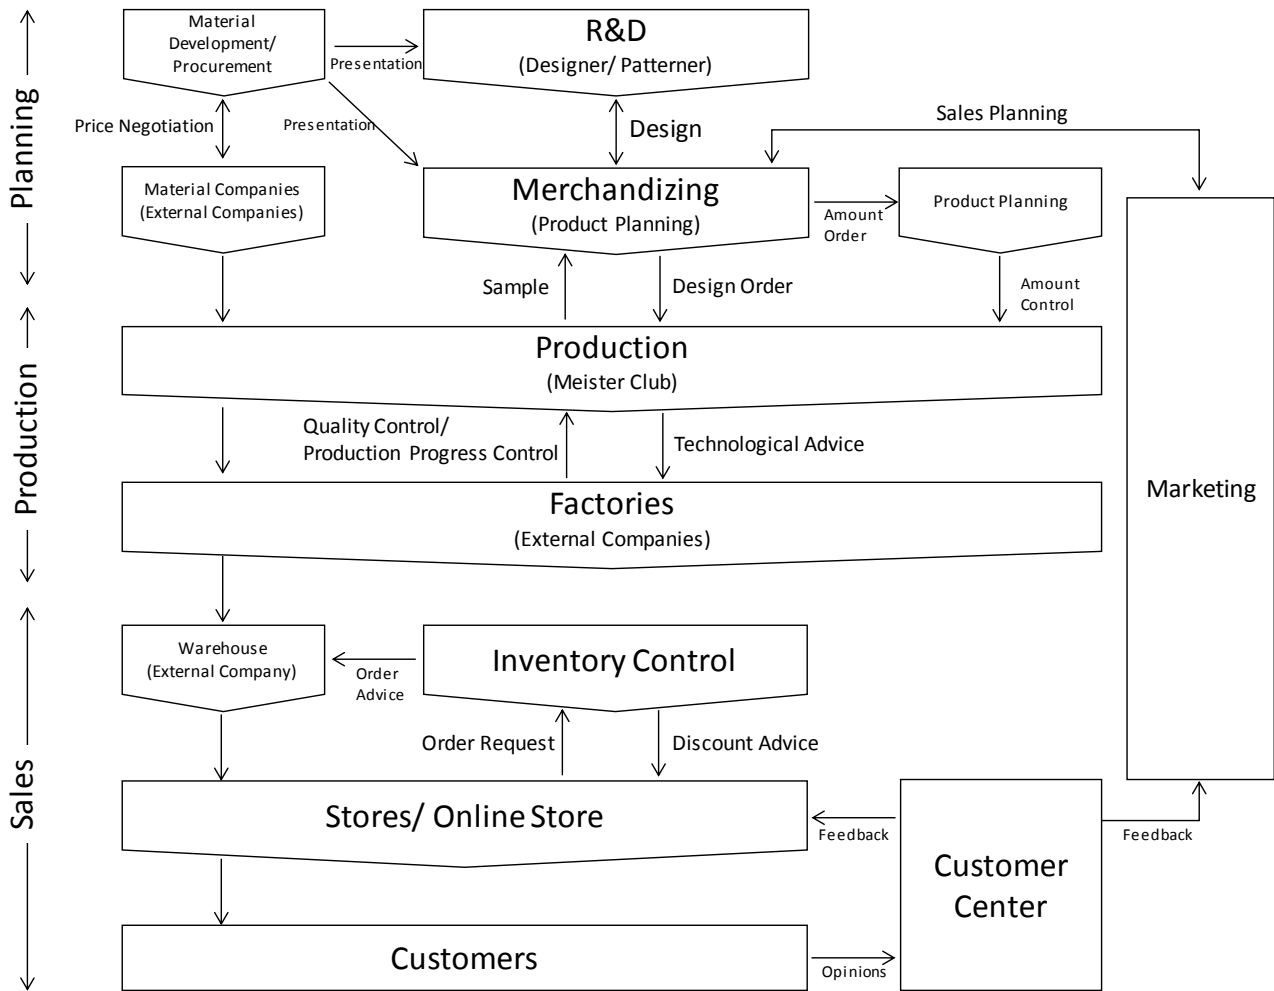 Planning
Production
Sales
Material
Development/
Procurement
Presentation
R&D
(Designer/ Patterner)
Price Negotiation
Presentation
Design
Sales Planning
Material Companies
(External Companies)
Merchandizing
(Product Planning)
Amount
Order
Product Planning
Sample
Design Order
Amount
Control
Production
(Meister Club)
Quality Control/
Production Progress Control
Technological Advice
Marketing
Factories
(External Companies)
Warehouse
(External Company)
Order
Advice
Inventory Control
Order Request
Discount Advice
Stores/ Online Store
Feedback
Customer
Center
Feedback
Customers
Opinions